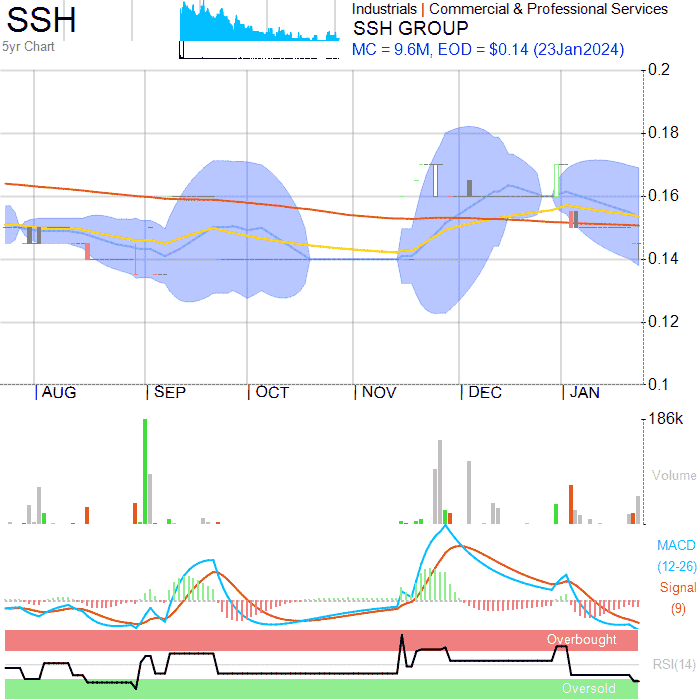 SSH
5yr Chart
Industrials | Commercial & Professional Services
SSH GROUP
MC = 9.6M, EOD = $0.14 (23Jan2024)
0.2
0.18
0.16
0.14
0.12
0.1
| AUG | SEP | OCT | NOV | DEC | JAN
186k
Volume
MACD
(12-26)
Signal
(9)
Overbought
RSI(14)
Oversold